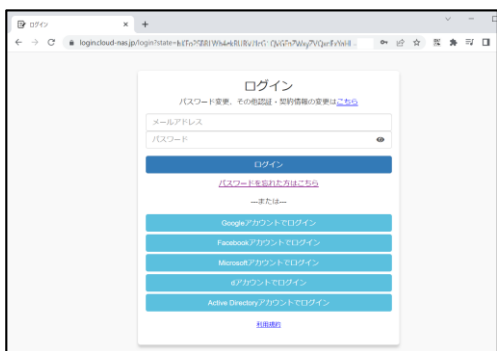 ログイン
logincloud-nas.jp/login?state=
ログイン
パスワード変更、その他認証・契約情報の変更はこちら
メールアドレス
パスワード
ログイン
パスワードを忘れた方はこちら
―または―
Googleアカウントでログイン
Facebookアカウントでログイン
Microsoftアカウントでログイン
dアカウントでログイン
Active Directoryアカウントでログイン
利用規約